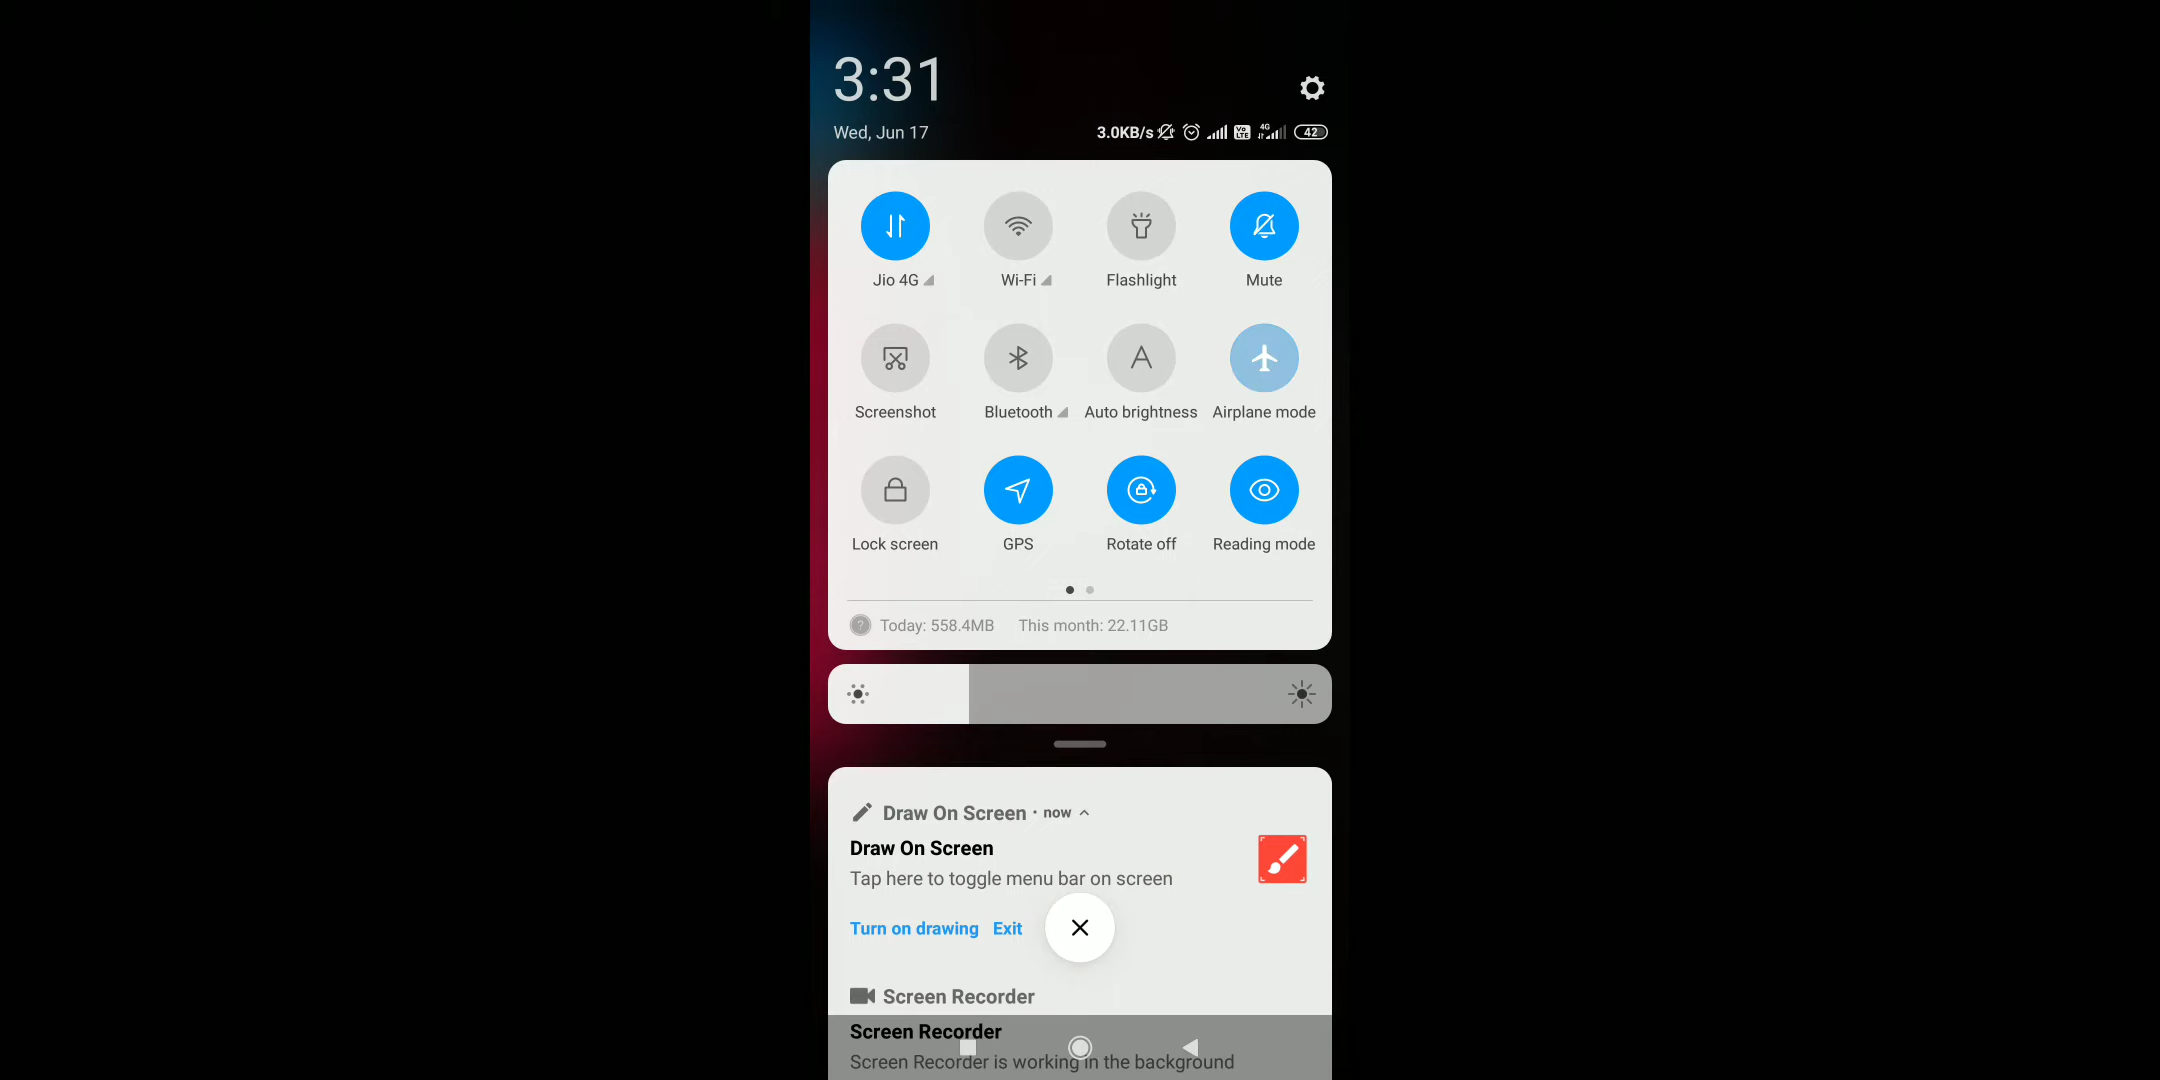 3:31
Wed, Jun 17
3.0KB/s Vo LTE 4G 42
Jio 4G Wi-Fi Flashlight Mute
Screenshot Bluetooth Auto brightness Airplane mode
Lock screen GPS Rotate off Reading mode
? Today: 558.4MB This month: 22.11GB
Draw On Screen · now
Draw On Screen
Tap here to toggle menu bar on screen
Turn on drawing Exit
Screen Recorder
Screen Recorder
Screen Recorder is working in the background